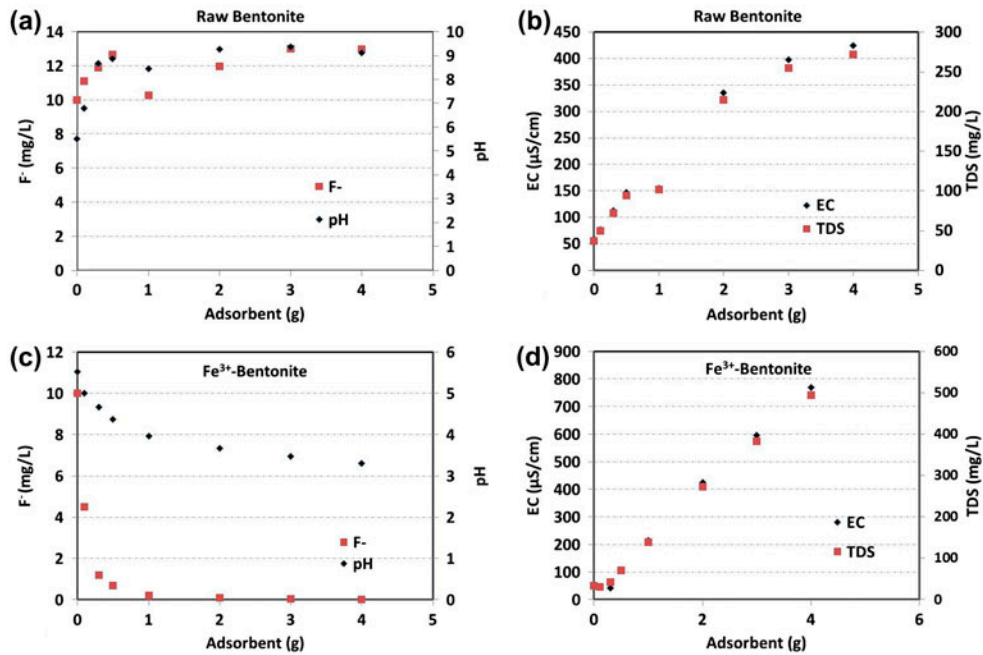 (a)
Raw Bentonite
14
12
10
8
6
4
2
0
F- (mg/L)
10
9
8
7
6
5
4
3
2
1
0
pH
F-
pH
0 1 2 3 4 5
Adsorbent (g)
(b)
Raw Bentonite
450
400
350
300
250
200
150
100
50
0
EC (µS/cm)
300
250
200
150
100
50
0
TDS (mg/L)
EC
TDS
0 1 2 3 4 5
Adsorbent (g)
(c)
Fe³⁺-Bentonite
12
10
8
6
4
2
0
F- (mg/L)
6
5
4
3
2
1
0
pH
F-
pH
0 1 2 3 4 5
Adsorbent (g)
(d)
Fe³⁺-Bentonite
900
800
700
600
500
400
300
200
100
0
EC (µS/cm)
600
500
400
300
200
100
0
TDS (mg/L)
EC
TDS
0 2 4 6
Adsorbent (g)